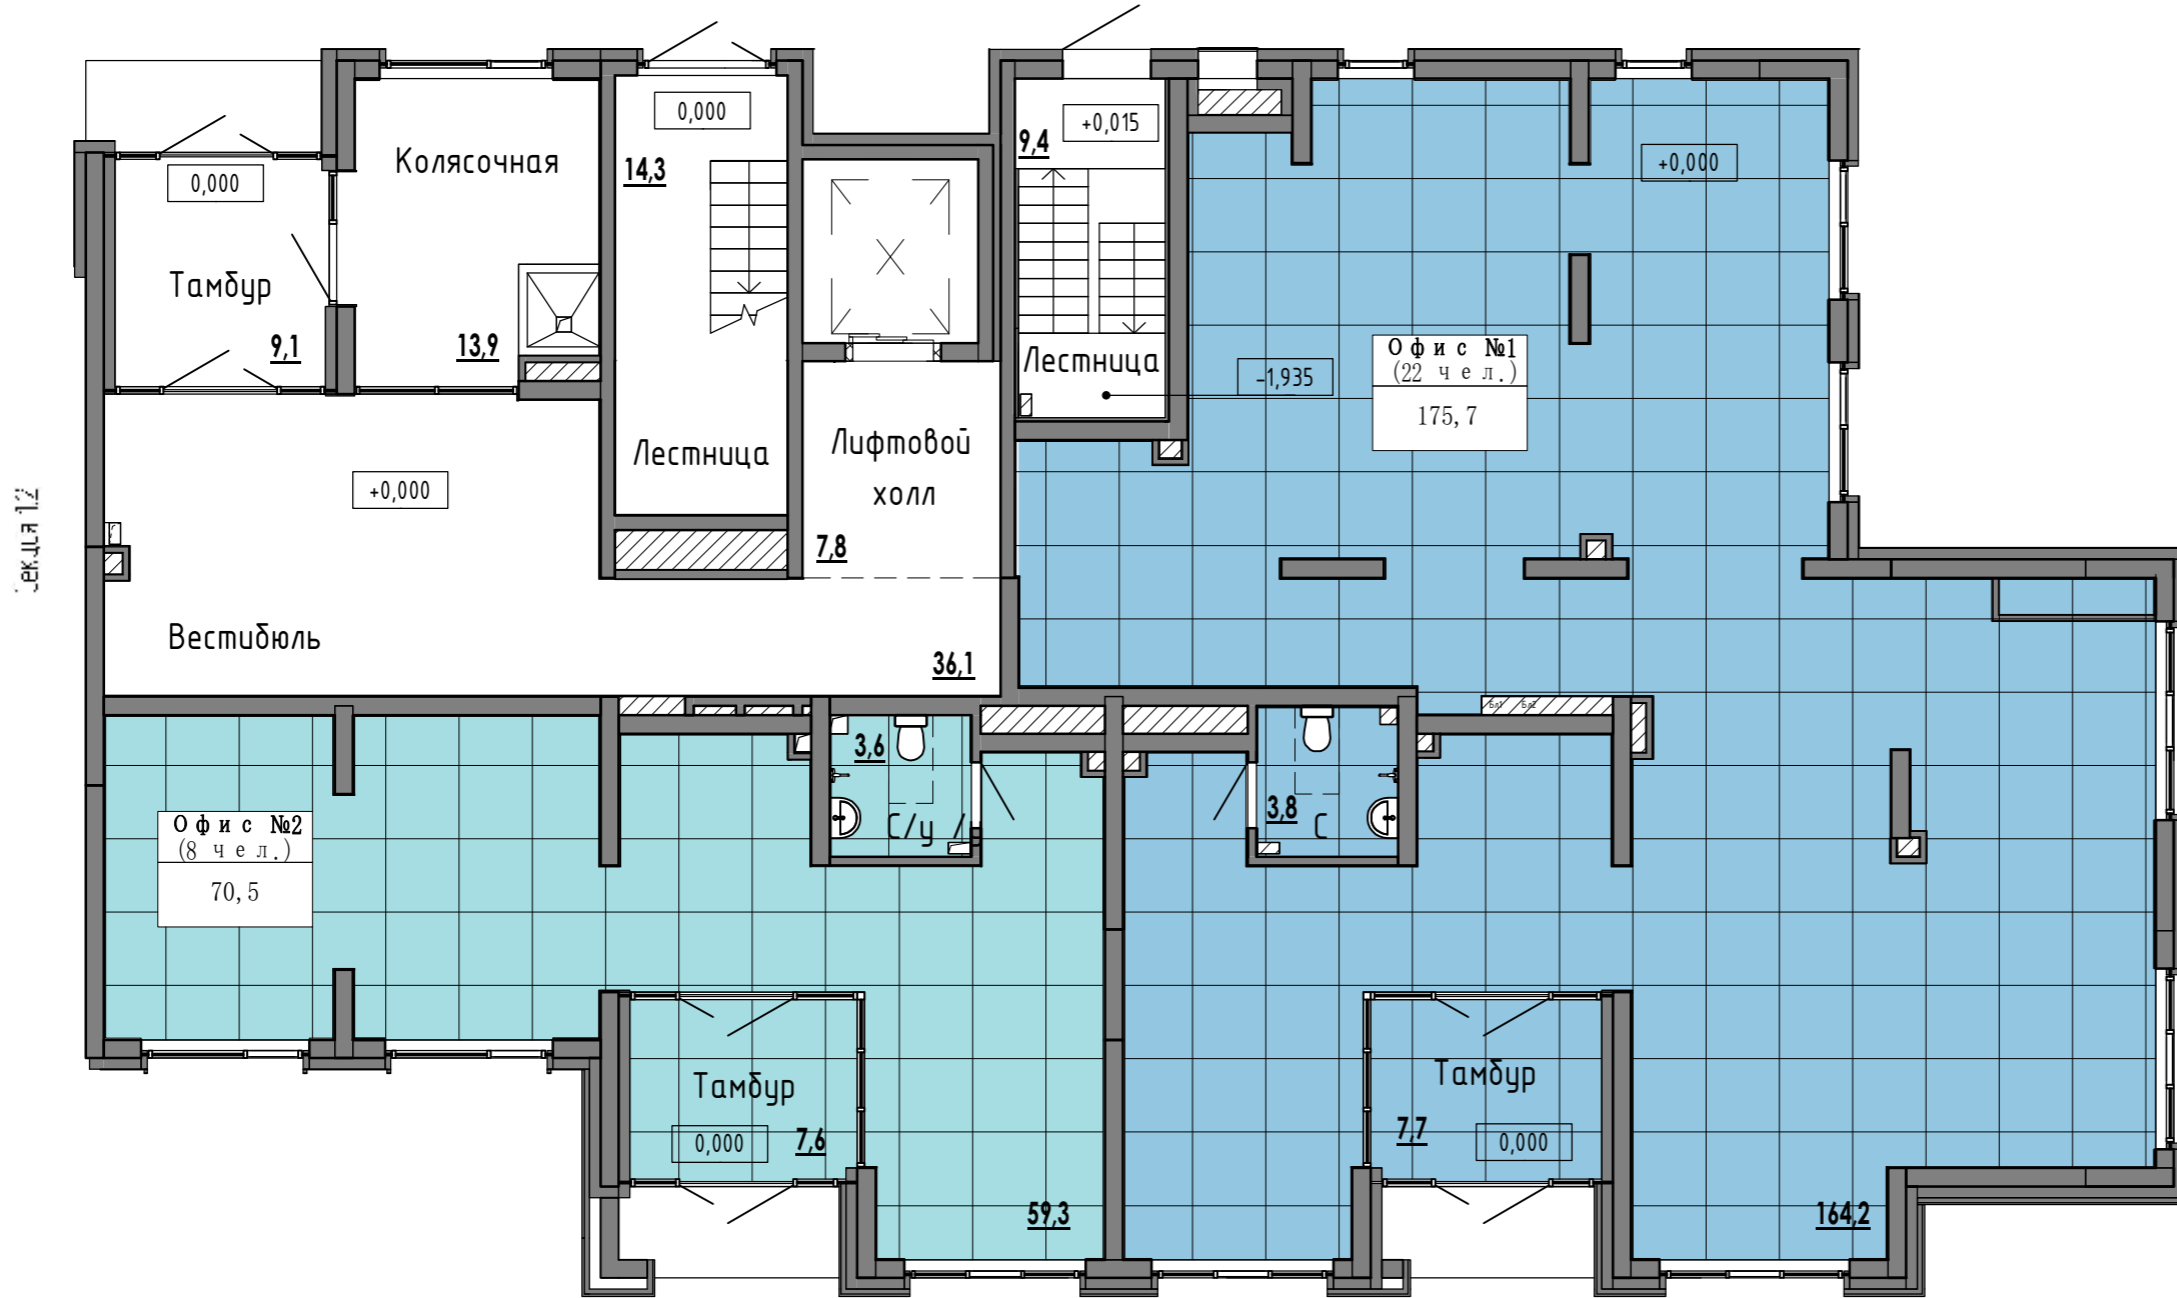 0,000
+0,015
9,4
Колясочная
14,3
+0,000
0,000
Тамбур
9,1
13,9
Лестница
-1,935
Офис №1
(22 чел.)
175,7
Лестница
Лифтовой
холл
+0,000
7,8
Вестибюль
36,1
Бл1 Бл2
3,6
С/у
3,8
С
Офис №2
(8 чел.)
70,5
Тамбур
0,000
7,6
Тамбур
7,7
0,000
59,3
164,2